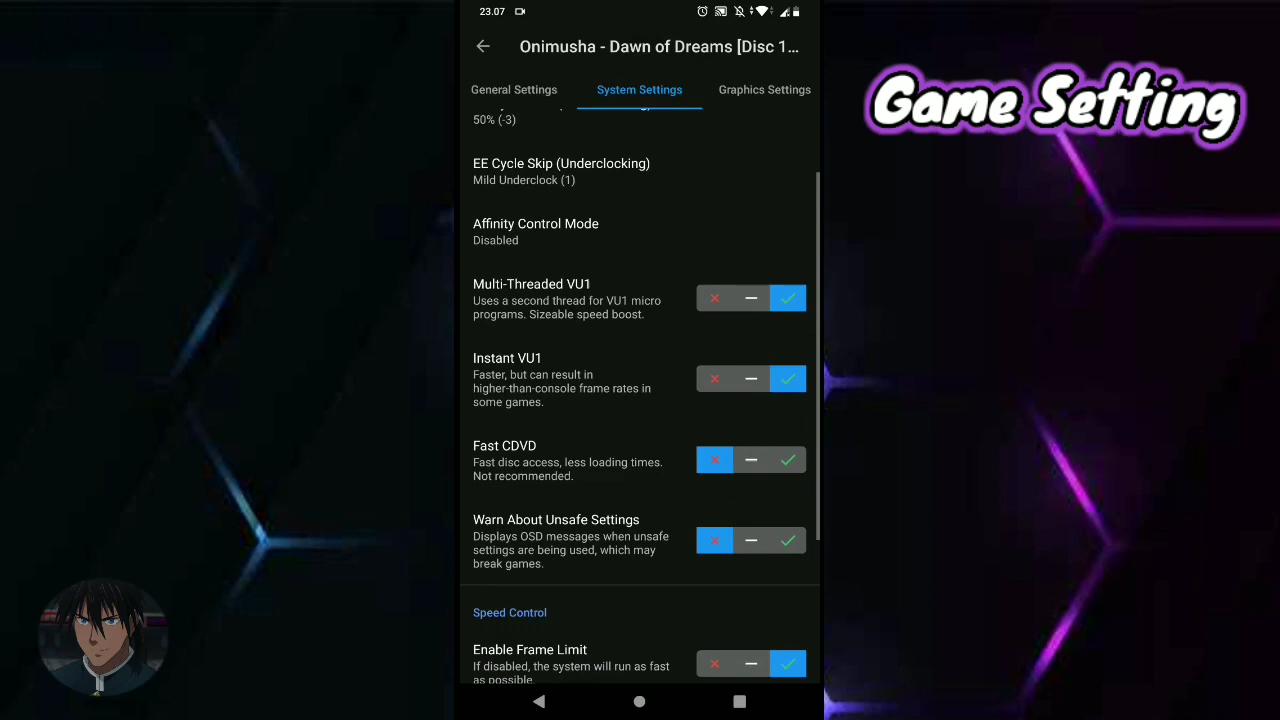 23.07
Onimusha - Dawn of Dreams [Disc 1...
Game Setting
General Settings
System Settings
Graphics Settings
50% (-3)
EE Cycle Skip (Underclocking)
Mild Underclock (1)
Affinity Control Mode
Disabled
Multi-Threaded VU1
Uses a second thread for VU1 micro
programs. Sizeable speed boost.
Instant VU1
Faster, but can result in
higher-than-console frame rates in
some games.
Fast CDVD
Fast disc access, less loading times.
Not recommended.
Warn About Unsafe Settings
Displays OSD messages when unsafe
settings are being used, which may
break games.
Speed Control
Enable Frame Limit
If disabled, the system will run as fast
as possible.